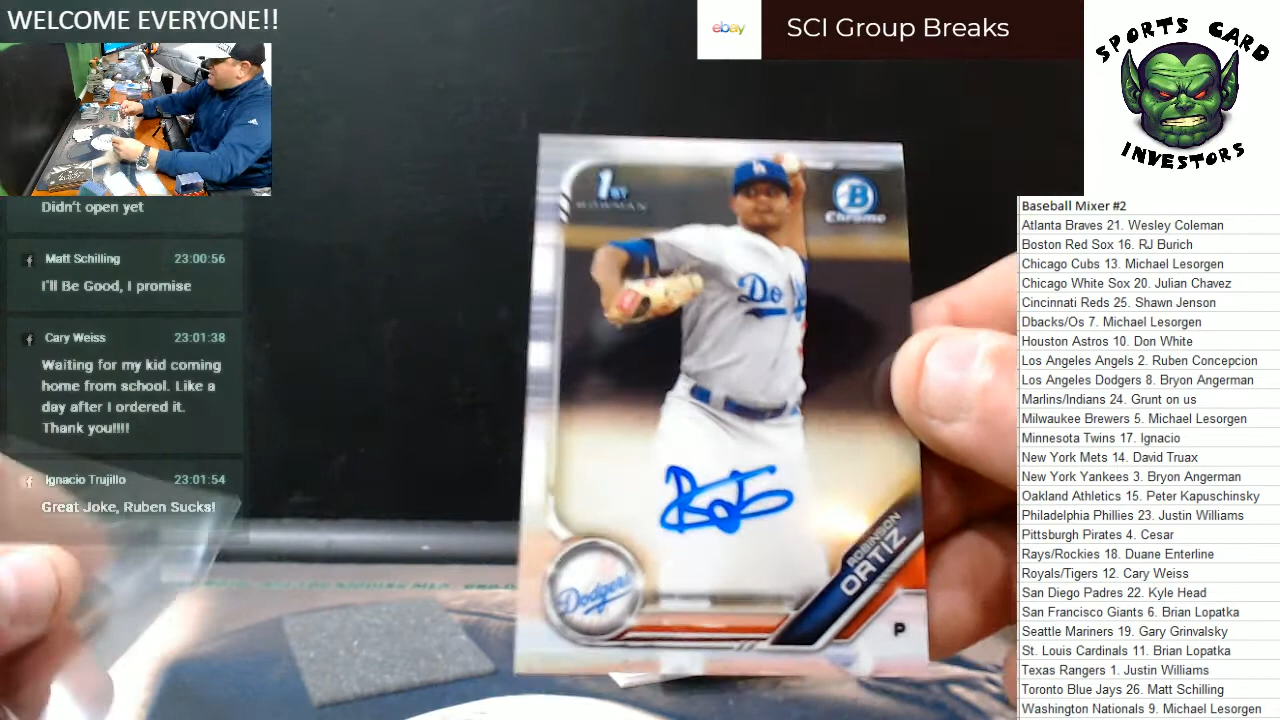 WELCOME EVERYONE!!
ebay
SCI Group Breaks
SPORTS CARD
INVESTORS
Didn't open yet
Matt Schilling 23:00:56
I'll Be Good, I promise
Cary Weiss 23:01:38
Waiting for my kid coming
home from school. Like a
day after I ordered it.
Thank you!!!!
Ignacio Trujillo 23:01:54
Great Joke, Ruben Sucks!
1ST
BOWMAN
B
Chrome
LA
Do
Dodgers
ROBINSON
ORTIZ
P
Baseball Mixer #2
Atlanta Braves 21. Wesley Coleman
Boston Red Sox 16. RJ Burich
Chicago Cubs 13. Michael Lesorgen
Chicago White Sox 20. Julian Chavez
Cincinnati Reds 25. Shawn Jenson
Dbacks/Os 7. Michael Lesorgen
Houston Astros 10. Don White
Los Angeles Angels 2. Ruben Concepcion
Los Angeles Dodgers 8. Bryon Angerman
Marlins/Indians 24. Grunt on us
Milwaukee Brewers 5. Michael Lesorgen
Minnesota Twins 17. Ignacio
New York Mets 14. David Truax
New York Yankees 3. Bryon Angerman
Oakland Athletics 15. Peter Kapuschinsky
Philadelphia Phillies 23. Justin Williams
Pittsburgh Pirates 4. Cesar
Rays/Rockies 18. Duane Enterline
Royals/Tigers 12. Cary Weiss
San Diego Padres 22. Kyle Head
San Francisco Giants 6. Brian Lopatka
Seattle Mariners 19. Gary Grinvalsky
St. Louis Cardinals 11. Brian Lopatka
Texas Rangers 1. Justin Williams
Toronto Blue Jays 26. Matt Schilling
Washington Nationals 9. Michael Lesorgen